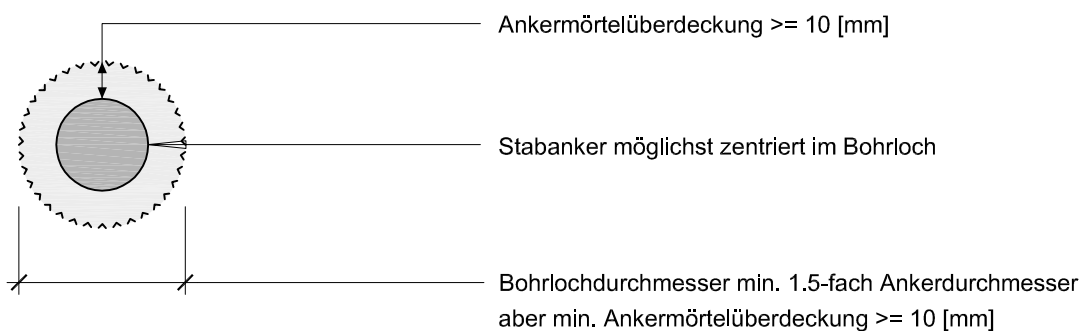 Ankermörtelüberdeckung >= 10 [mm]
Stabanker möglichst zentriert im Bohrloch
Bohrlochdurchmesser min. 1.5-fach Ankerdurchmesser
aber min. Ankermörtelüberdeckung >= 10 [mm]